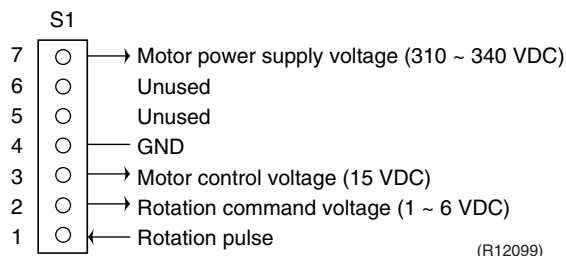 S1
7 Motor power supply voltage (310 ~ 340 VDC)
6 Unused
5 Unused
4 GND
3 Motor control voltage (15 VDC)
2 Rotation command voltage (1 ~ 6 VDC)
1 Rotation pulse
(R12099)